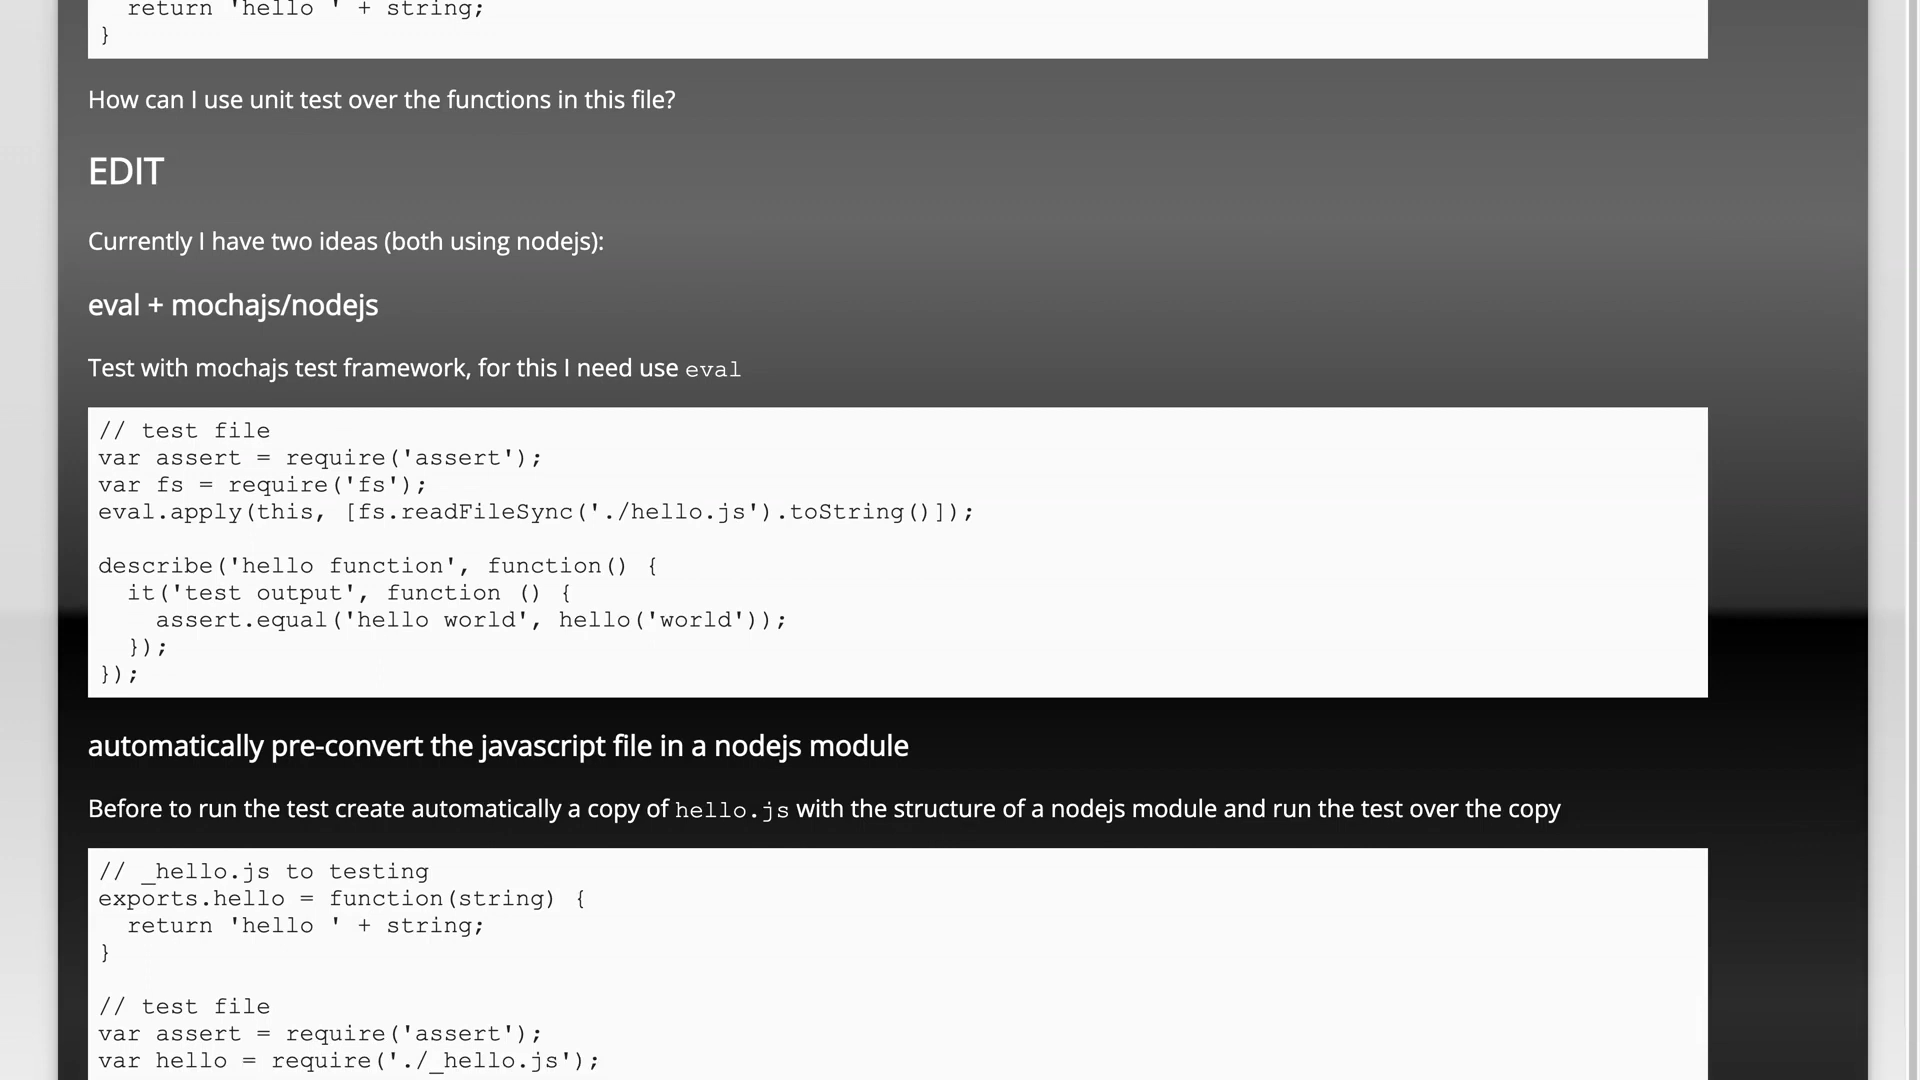 return 'hello ' + string;
}
How can I use unit test over the functions in this file?
EDIT
Currently I have two ideas (both using nodejs):
eval + mochajs/nodejs
Test with mochajs test framework, for this I need use eval
// test file
var assert = require('assert');
var fs = require('fs');
eval.apply(this, [fs.readFileSync('./hello.js').toString()]);
describe('hello function', function() {
it('test output', function () {
assert.equal('hello world', hello('world'));
});
});
automatically pre-convert the javascript file in a nodejs module
Before to run the test create automatically a copy of hello.js with the structure of a nodejs module and run the test over the copy
// _hello.js to testing
exports.hello = function(string) {
return 'hello ' + string;
}
// test file
var assert = require('assert');
var hello = require('./_hello.js');